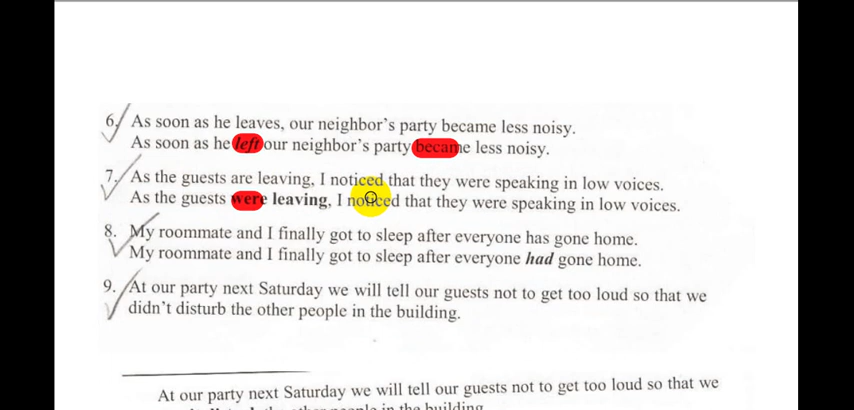 6. As soon as he leaves, our neighbor's party became less noisy.
As soon as he left our neighbor's party became less noisy.
7. As the guests are leaving, I noticed that they were speaking in low voices.
As the guests were leaving, I noticed that they were speaking in low voices.
8. My roommate and I finally got to sleep after everyone has gone home.
My roommate and I finally got to sleep after everyone had gone home.
9. At our party next Saturday we will tell our guests not to get too loud so that we
didn't disturb the other people in the building.
At our party next Saturday we will tell our guests not to get too loud so that we
people in the building.